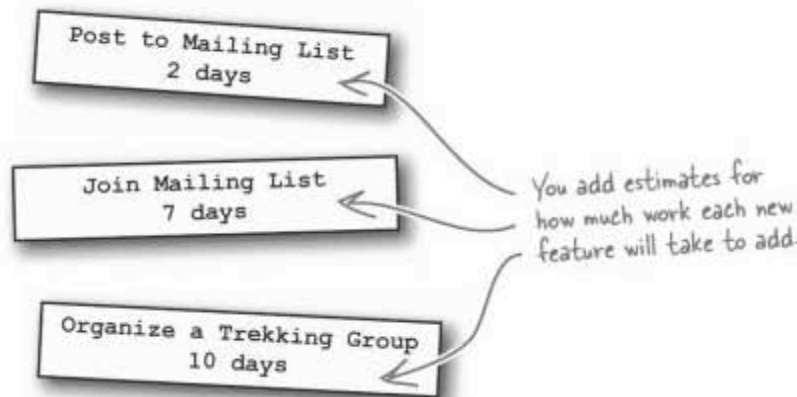 Post to Mailing List
2 days
Join Mailing List
7 days
Organize a Trekking Group
10 days
You add estimates for
how much work each new
feature will take to add.